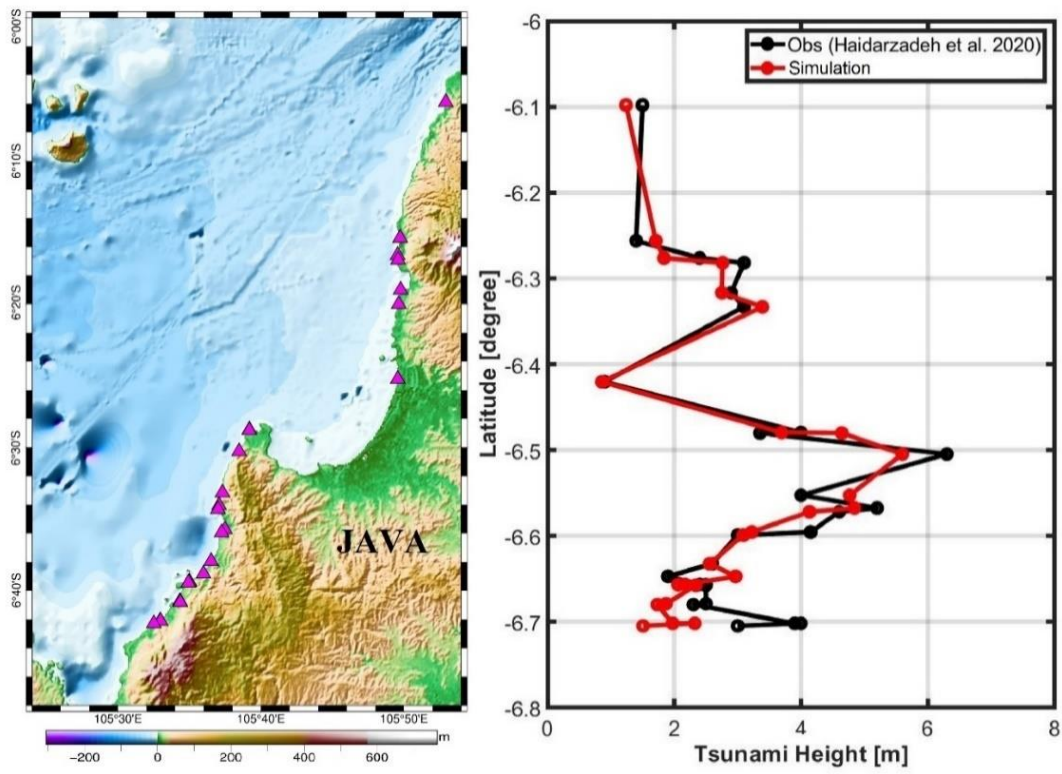 6°00'S
6°10'S
6°20'S
6°30'S
6°40'S
JAVA
105°30'E
105°40'E
105°50'E
−200
0
200
400
600
m
Obs (Haidarzadeh et al. 2020)
Simulation
-6
-6.1
-6.2
-6.3
-6.4
-6.5
-6.6
-6.7
-6.8
Latitude [degree]
0
2
4
6
8
Tsunami Height [m]